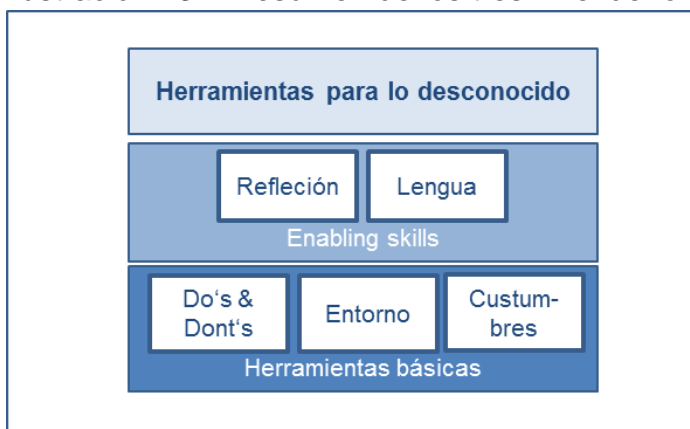 Herramientas para lo desconocido
Refleción Lengua
Enabling skills
Do‘s &
Dont‘s
Entorno
Custum-
bres
Herramientas básicas